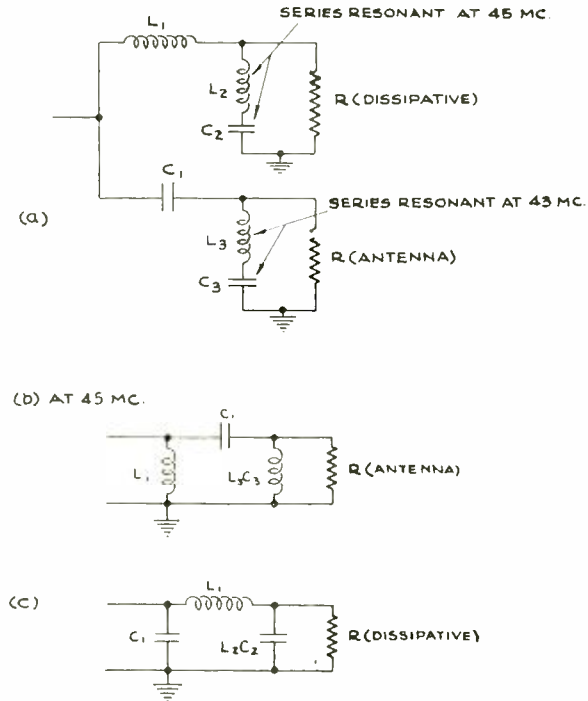 L₁
SERIES RESONANT AT 45 MC.
L₂
C₂
R (DISSIPATIVE)
C₁
(a)
SERIES RESONANT AT 43 MC.
L₃
C₃
R (ANTENNA)
(b) AT 45 MC.
C₁
L₁
L₃C₃
R (ANTENNA)
(c)
L₁
C₁
L₂C₂
R (DISSIPATIVE)